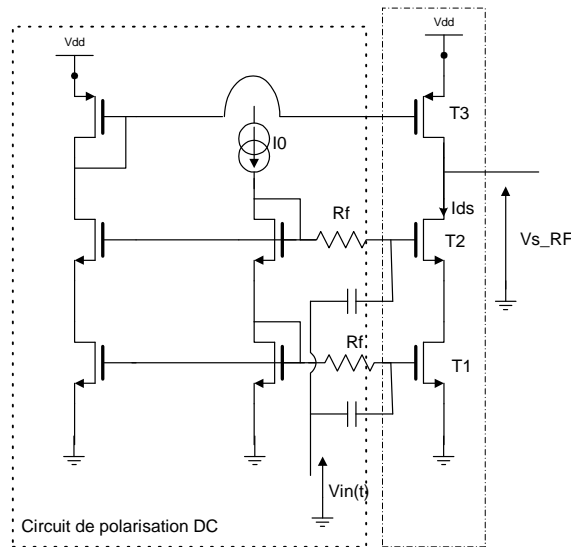 Vdd
Vdd
T3
I0
Rf
Ids
T2
Vs_RF
Rf
T1
Vin(t)
Circuit de polarisation DC